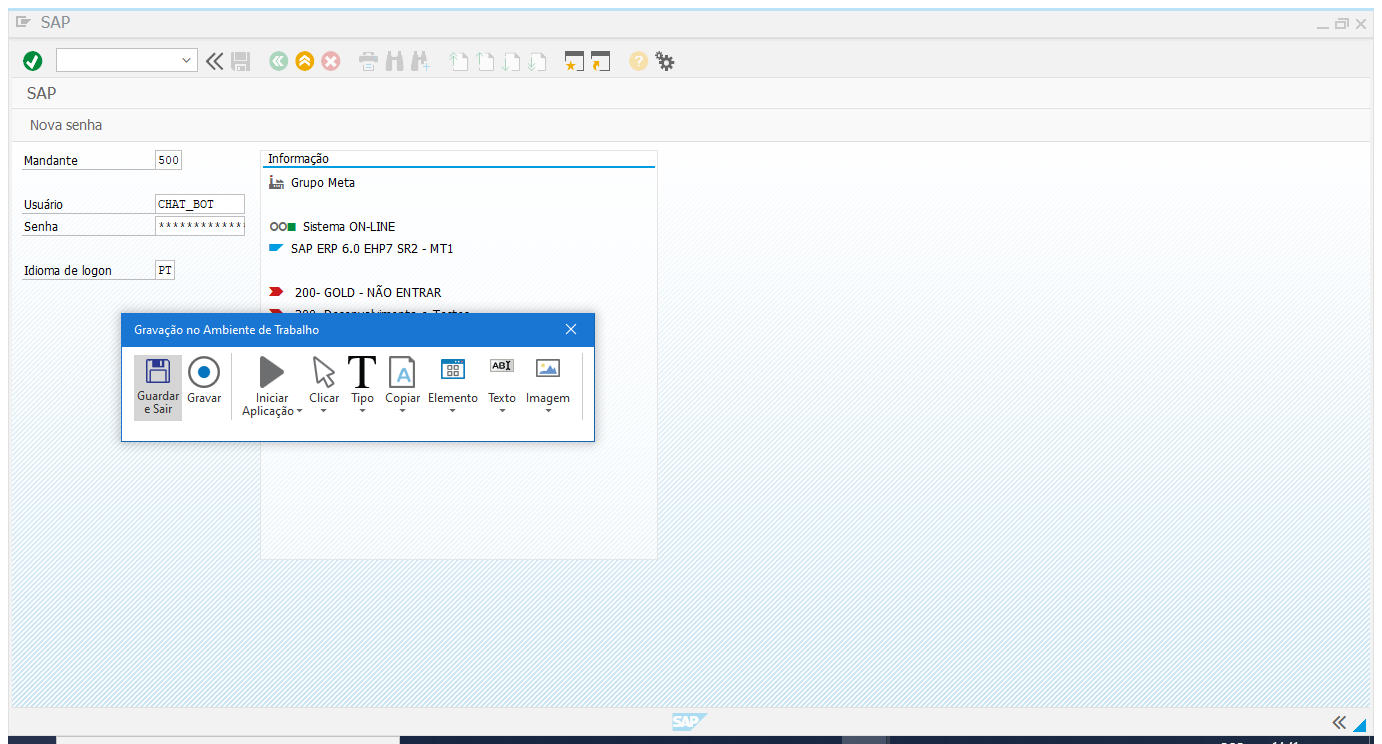 SAP
SAP
Nova senha
Mandante 500
Usuário CHAT_BOT
Senha *************
Idioma de logon PT
Informação
Grupo Meta
Sistema ON-LINE
SAP ERP 6.0 EHP7 SR2 - MT1
200- GOLD - NÃO ENTRAR
Gravação no Ambiente de Trabalho
Guardar e Sair
Gravar
Iniciar Aplicação
Clicar
Tipo
Copiar
Elemento
Texto
Imagem
ABI
SAP